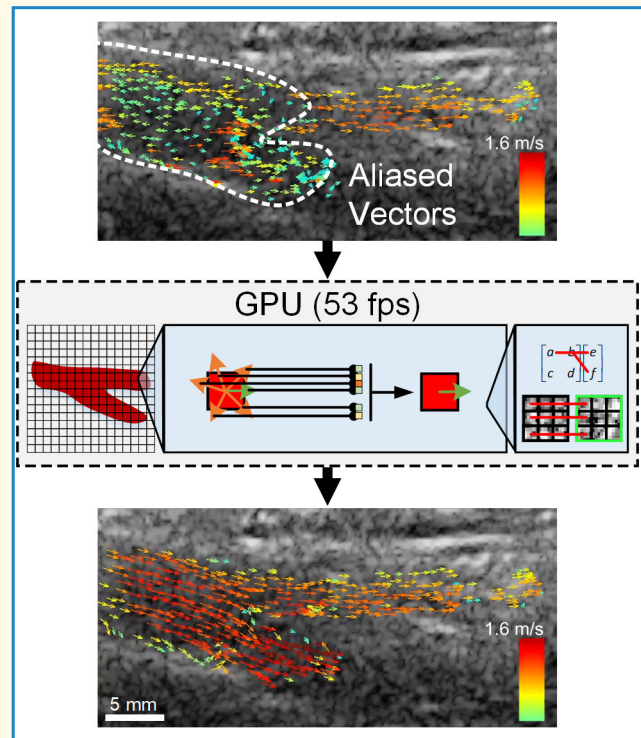 1.6 m/s
Aliased
Vectors
GPU (53 fps)
a b e
c d f
1.6 m/s
5 mm